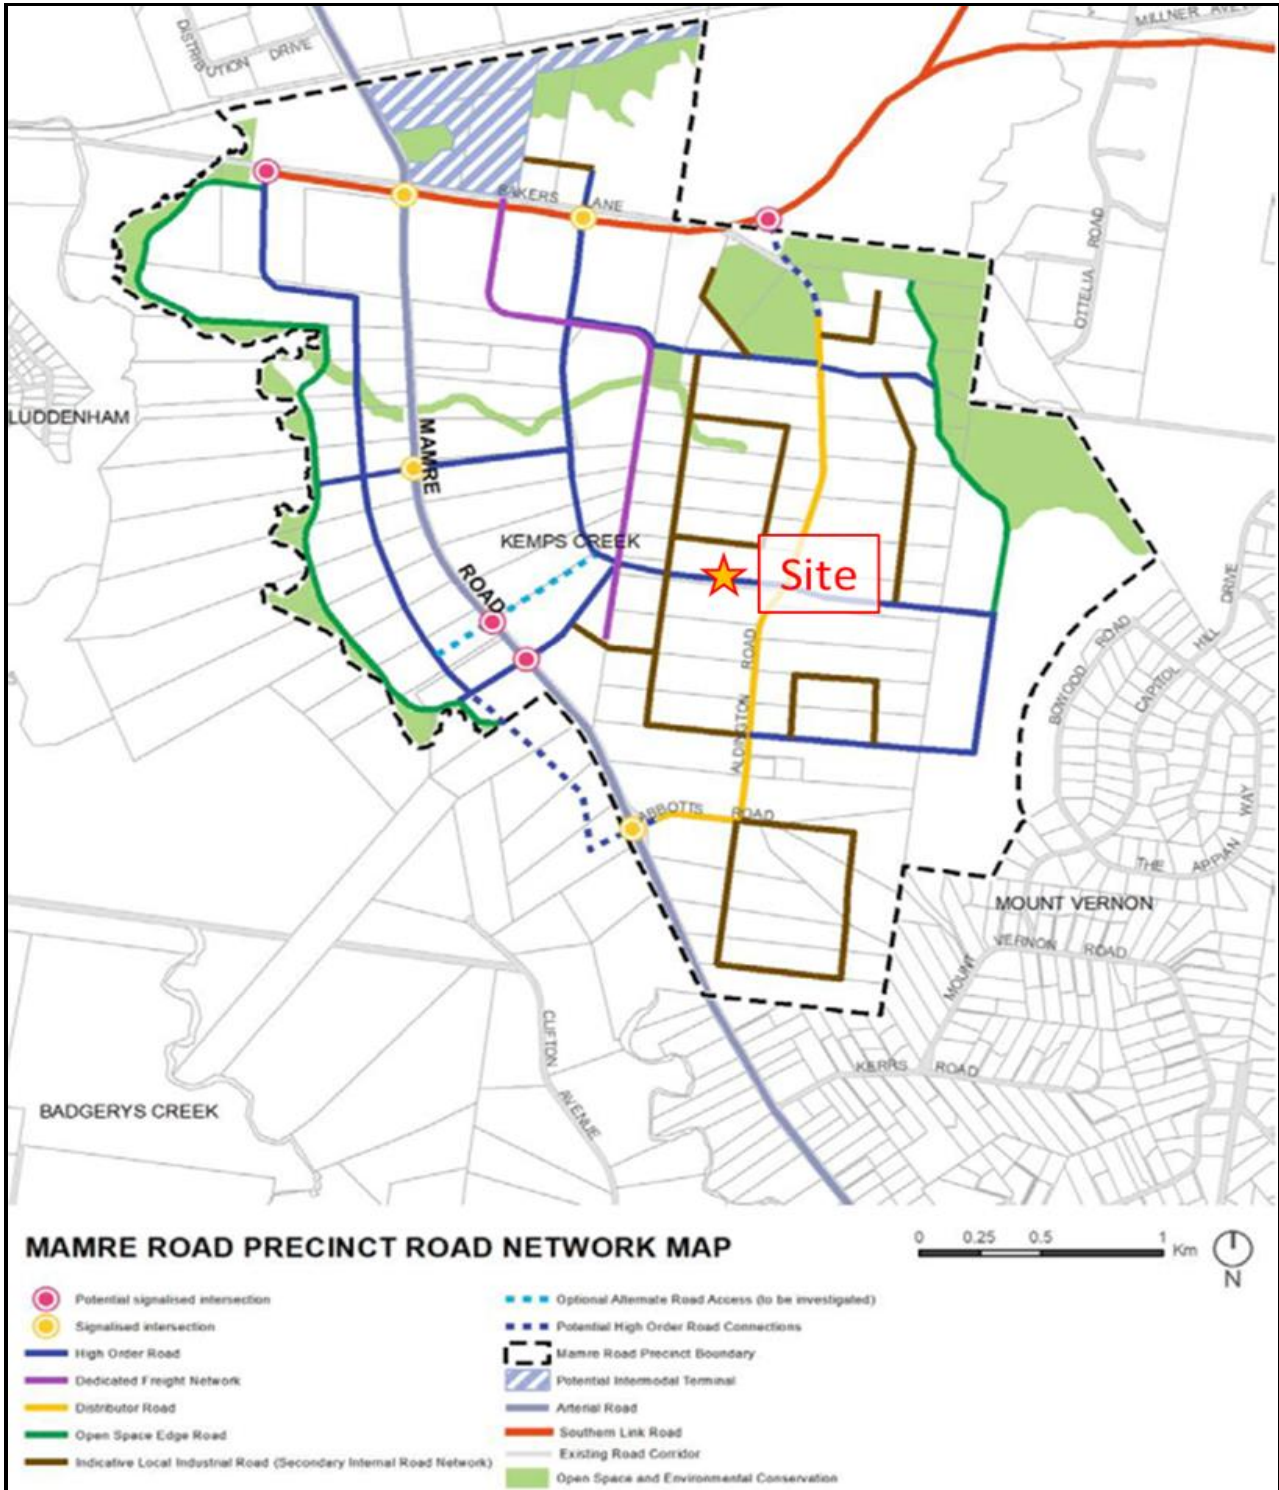 MILLNER AVE
DISTRIBUTION DRIVE
BAKERS LANE
OTTELIA ROAD
LUDDENHAM
MAMRE
ROAD
KEMPS CREEK
Site
ALDINGTON ROAD
ABBOTTS ROAD
BOWOOD ROAD
CAPITOL HILL DRIVE
THE APPIAN WAY
MOUNT VERNON
MOUNT VERNON ROAD
KERRS ROAD
CLIFTON AVENUE
BADGERYS CREEK
MAMRE ROAD PRECINCT ROAD NETWORK MAP
0 0.25 0.5 1 Km
N
Potential signalised intersection
Signalised intersection
High Order Road
Dedicated Freight Network
Distributor Road
Open Space Edge Road
Indicative Local Industrial Road (Secondary Internal Road Network)
Optional Alternate Road Access (to be investigated)
Potential High Order Road Connections
Mamre Road Precinct Boundary
Potential Intermodal Terminal
Arterial Road
Southern Link Road
Existing Road Corridor
Open Space and Environmental Conservation